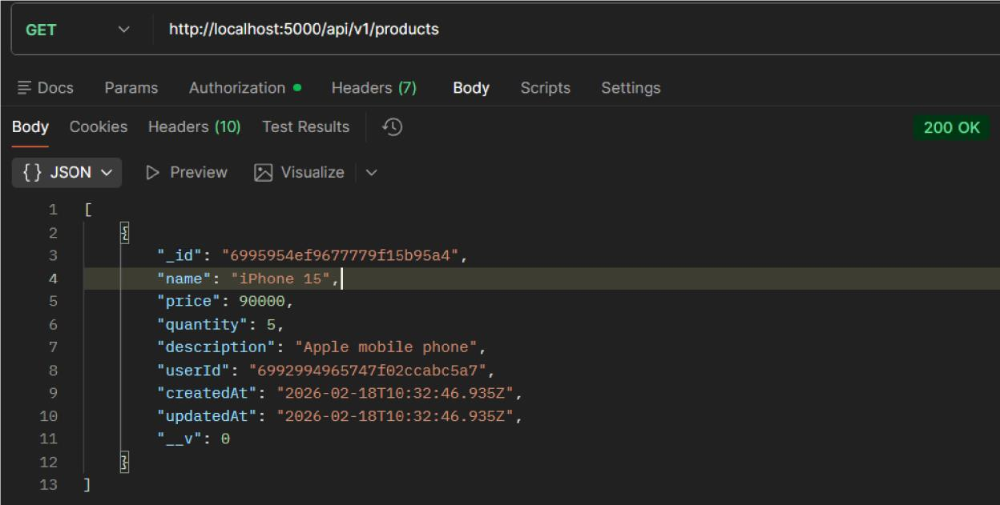 GET http://localhost:5000/api/v1/products
Docs Params Authorization Headers (7) Body Scripts Settings
Body Cookies Headers (10) Test Results 200 OK
{} JSON Preview Visualize
1 [
2 {
3 "_id": "6995954ef9677779f15b95a4",
4 "name": "iPhone 15",
5 "price": 90000,
6 "quantity": 5,
7 "description": "Apple mobile phone",
8 "userId": "6992994965747f02ccabc5a7",
9 "createdAt": "2026-02-18T10:32:46.935Z",
10 "updatedAt": "2026-02-18T10:32:46.935Z",
11 "__v": 0
12 }
13 ]